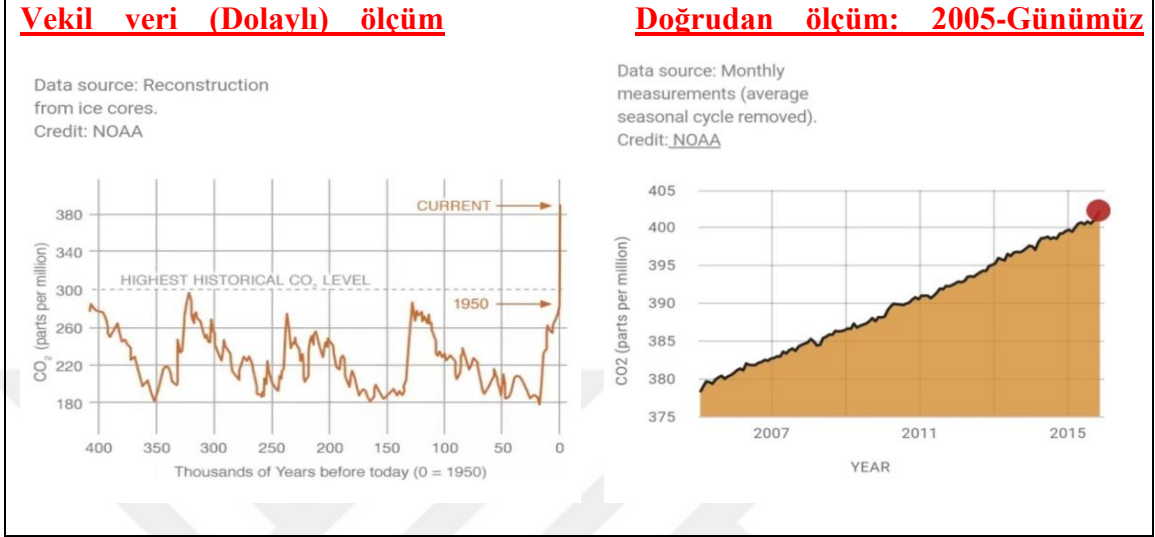 Vekil veri (Dolaylı) ölçüm
Data source: Reconstruction
from ice cores.
Credit: NOAA
380
340
300
260
220
180
CO₂ (parts per million)
CURRENT
HIGHEST HISTORICAL CO₂ LEVEL
1950
400 350 300 250 200 150 100 50 0
Thousands of Years before today (0 = 1950)
Doğrudan ölçüm: 2005-Günümüz
Data source: Monthly
measurements (average
seasonal cycle removed).
Credit: NOAA
405
400
395
390
385
380
375
CO2 (parts per million)
2007 2011 2015
YEAR